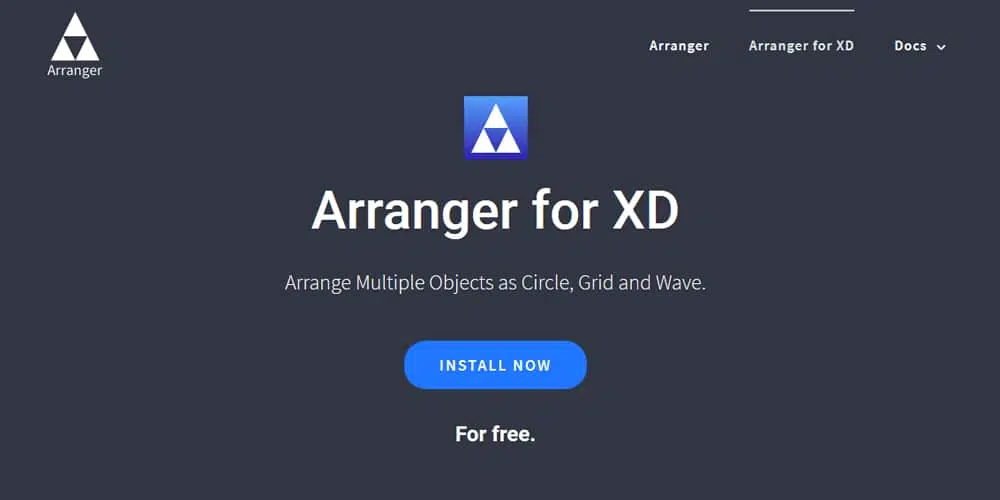 Arranger
Arranger
Arranger for XD
Docs
Arranger for XD
Arrange Multiple Objects as Circle, Grid and Wave.
INSTALL NOW
For free.